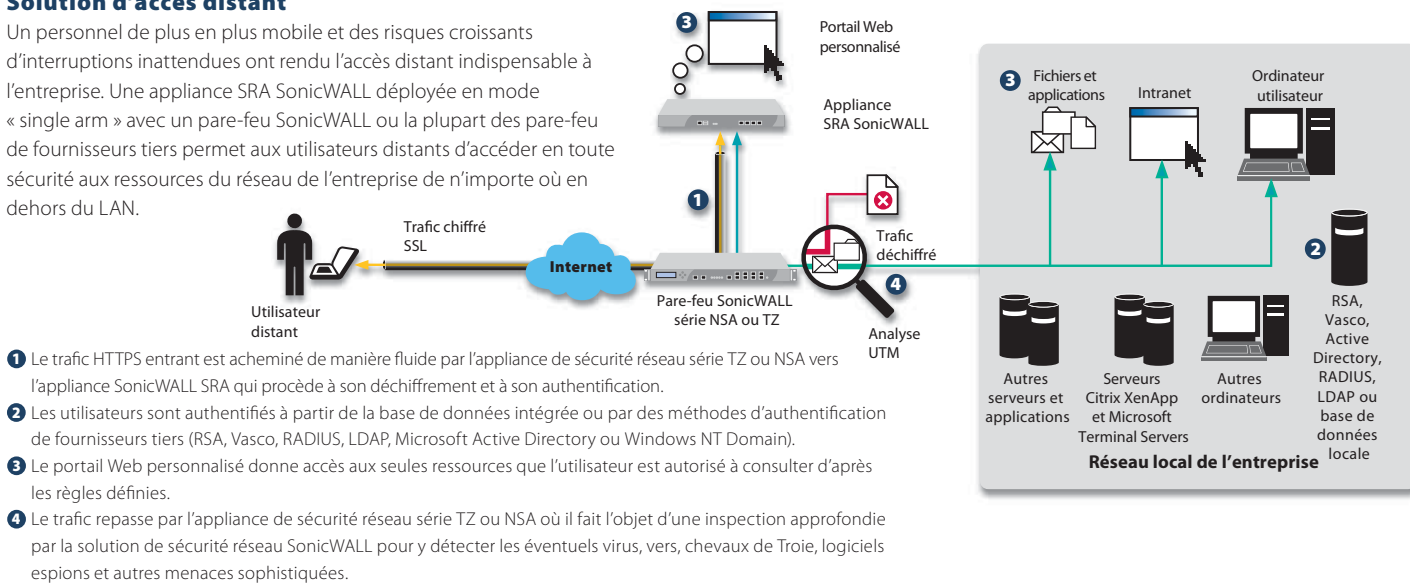 Solution d'accès distant
Un personnel de plus en plus mobile et des risques croissants
d'interruptions inattendues ont rendu l'accès distant indispensable à
l'entreprise. Une appliance SRA SonicWALL déployée en mode
« single arm » avec un pare-feu SonicWALL ou la plupart des pare-feu
de fournisseurs tiers permet aux utilisateurs distants d'accéder en toute
sécurité aux ressources du réseau de l'entreprise de n'importe où en
dehors du LAN.
3
Portail Web
personnalisé
Appliance
SRA SonicWALL
1
Trafic chiffré
SSL
Internet
Utilisateur
distant
Pare-feu SonicWALL
série NSA ou TZ
Trafic
déchiffré
4
Analyse
UTM
3
Fichiers et
applications
Intranet
Ordinateur
utilisateur
2
RSA,
Vasco,
Active
Directory,
RADIUS,
LDAP ou
base de
données
locale
Autres
serveurs et
applications
Serveurs
Citrix XenApp
et Microsoft
Terminal Servers
Autres
ordinateurs
Réseau local de l'entreprise
1 Le trafic HTTPS entrant est acheminé de manière fluide par l'appliance de sécurité réseau série TZ ou NSA vers
l'appliance SonicWALL SRA qui procède à son déchiffrement et à son authentification.
2 Les utilisateurs sont authentifiés à partir de la base de données intégrée ou par des méthodes d'authentification
de fournisseurs tiers (RSA, Vasco, RADIUS, LDAP, Microsoft Active Directory ou Windows NT Domain).
3 Le portail Web personnalisé donne accès aux seules ressources que l'utilisateur est autorisé à consulter d'après
les règles définies.
4 Le trafic repasse par l'appliance de sécurité réseau série TZ ou NSA où il fait l'objet d'une inspection approfondie
par la solution de sécurité réseau SonicWALL pour y détecter les éventuels virus, vers, chevaux de Troie, logiciels
espions et autres menaces sophistiquées.